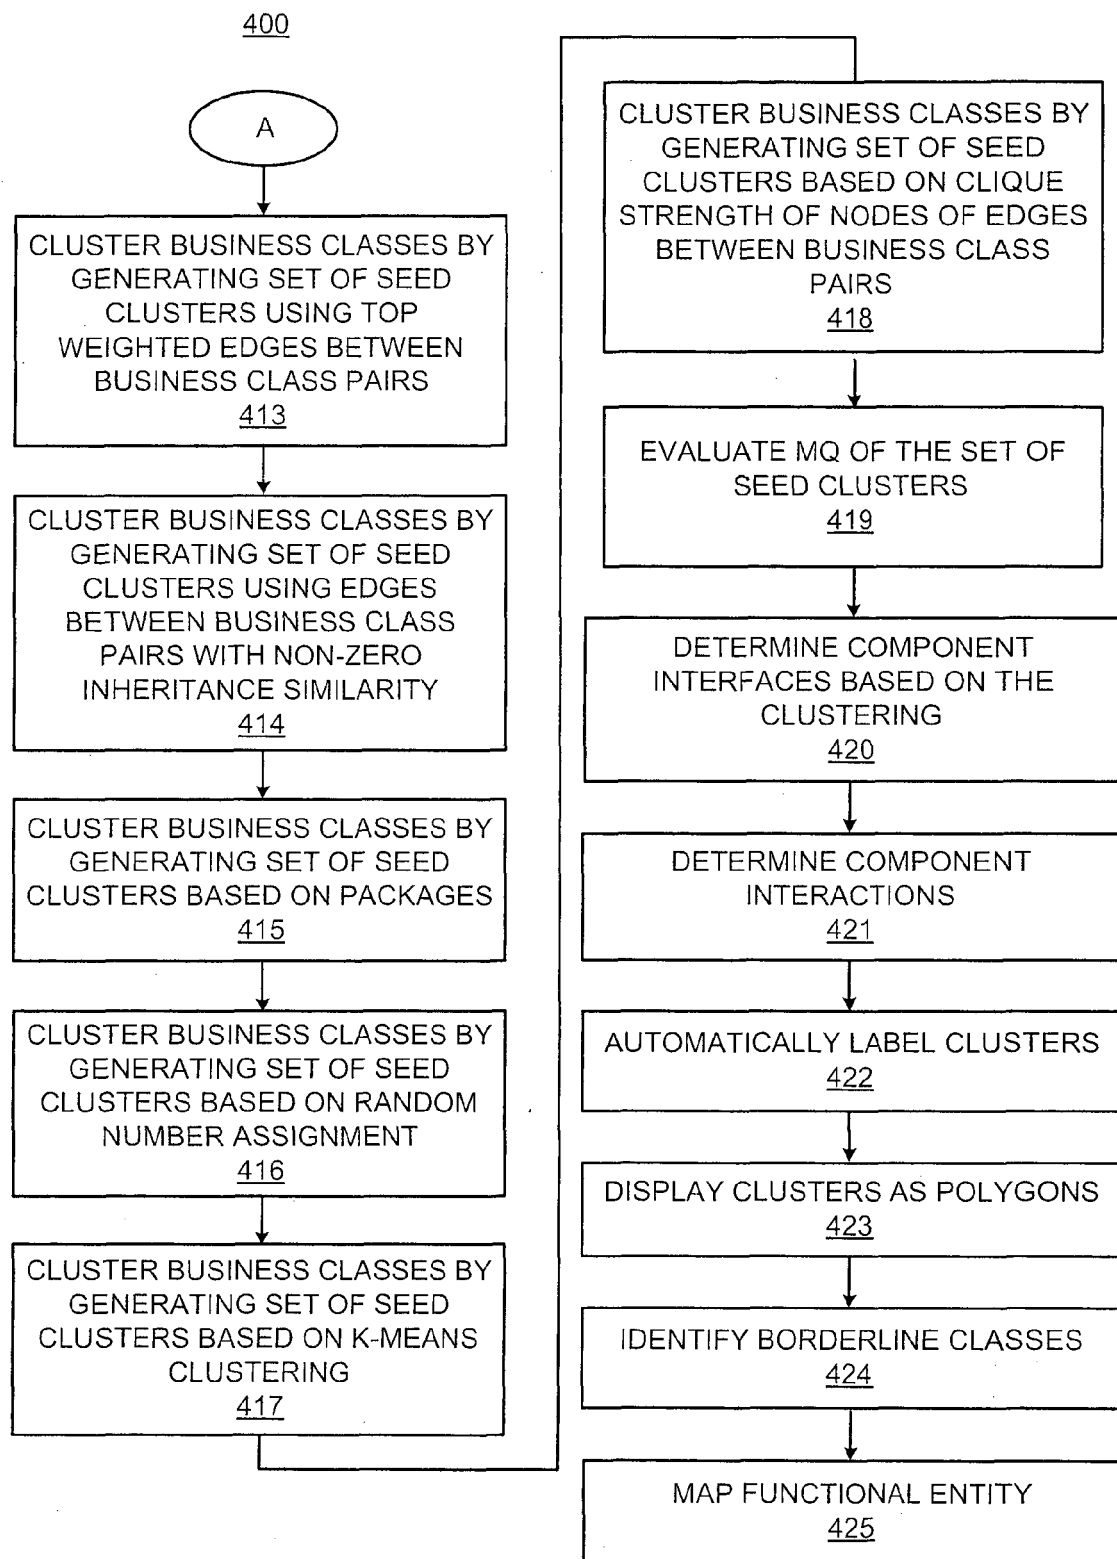 400
A
CLUSTER BUSINESS CLASSES BY
GENERATING SET OF SEED
CLUSTERS USING TOP
WEIGHTED EDGES BETWEEN
BUSINESS CLASS PAIRS
413
CLUSTER BUSINESS CLASSES BY
GENERATING SET OF SEED
CLUSTERS USING EDGES
BETWEEN BUSINESS CLASS
PAIRS WITH NON-ZERO
INHERITANCE SIMILARITY
414
CLUSTER BUSINESS CLASSES BY
GENERATING SET OF SEED
CLUSTERS BASED ON PACKAGES
415
CLUSTER BUSINESS CLASSES BY
GENERATING SET OF SEED
CLUSTERS BASED ON RANDOM
NUMBER ASSIGNMENT
416
CLUSTER BUSINESS CLASSES BY
GENERATING SET OF SEED
CLUSTERS BASED ON K-MEANS
CLUSTERING
417
CLUSTER BUSINESS CLASSES BY
GENERATING SET OF SEED
CLUSTERS BASED ON CLIQUE
STRENGTH OF NODES OF EDGES
BETWEEN BUSINESS CLASS
PAIRS
418
EVALUATE MQ OF THE SET OF
SEED CLUSTERS
419
DETERMINE COMPONENT
INTERFACES BASED ON THE
CLUSTERING
420
DETERMINE COMPONENT
INTERACTIONS
421
AUTOMATICALLY LABEL CLUSTERS
422
DISPLAY CLUSTERS AS POLYGONS
423
IDENTIFY BORDERLINE CLASSES
424
MAP FUNCTIONAL ENTITY
425